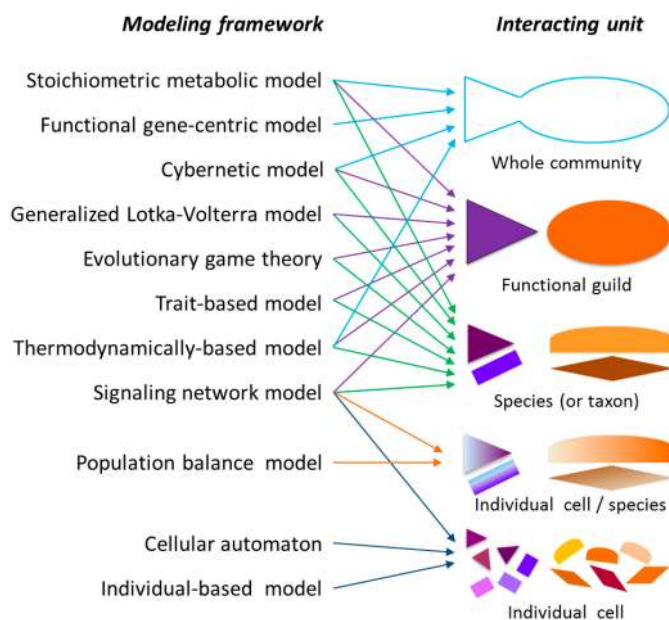 Modeling framework
Interacting unit
Stoichiometric metabolic model
Functional gene-centric model
Cybernetic model
Generalized Lotka-Volterra model
Evolutionary game theory
Trait-based model
Thermodynamically-based model
Signaling network model
Population balance model
Cellular automaton
Individual-based model
Whole community
Functional guild
Species (or taxon)
Individual cell / species
Individual cell